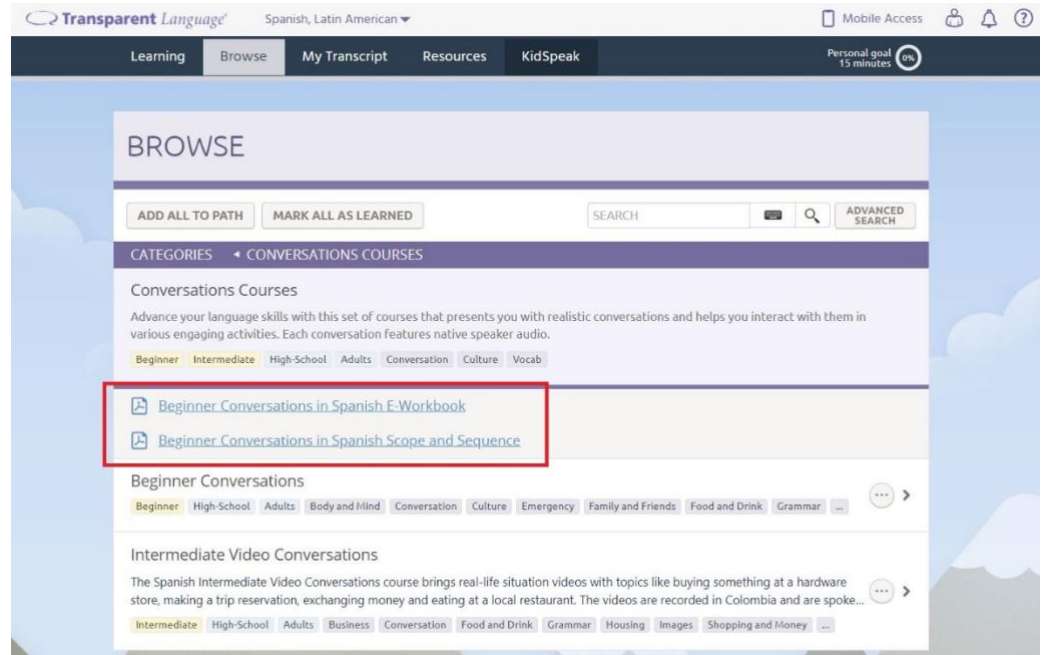 Transparent Language Spanish, Latin American Mobile Access
Learning Browse My Transcript Resources KidSpeak Personal goal 0%
15 minutes
BROWSE
ADD ALL TO PATH MARK ALL AS LEARNED SEARCH ADVANCED
SEARCH
CATEGORIES CONVERSATIONS COURSES
Conversations Courses
Advance your language skills with this set of courses that presents you with realistic conversations and helps you interact with them in
various engaging activities. Each conversation features native speaker audio.
Beginner Intermediate High-School Adults Conversation Culture Vocab
Beginner Conversations in Spanish E-Workbook
Beginner Conversations in Spanish Scope and Sequence
Beginner Conversations
Beginner High-School Adults Body and Mind Conversation Culture Emergency Family and Friends Food and Drink Grammar ...
Intermediate Video Conversations
The Spanish Intermediate Video Conversations course brings real-life situation videos with topics like buying something at a hardware
store, making a trip reservation, exchanging money and eating at a local restaurant. The videos are recorded in Colombia and are spoke...
Intermediate High-School Adults Business Conversation Food and Drink Grammar Housing Images Shopping and Money ...